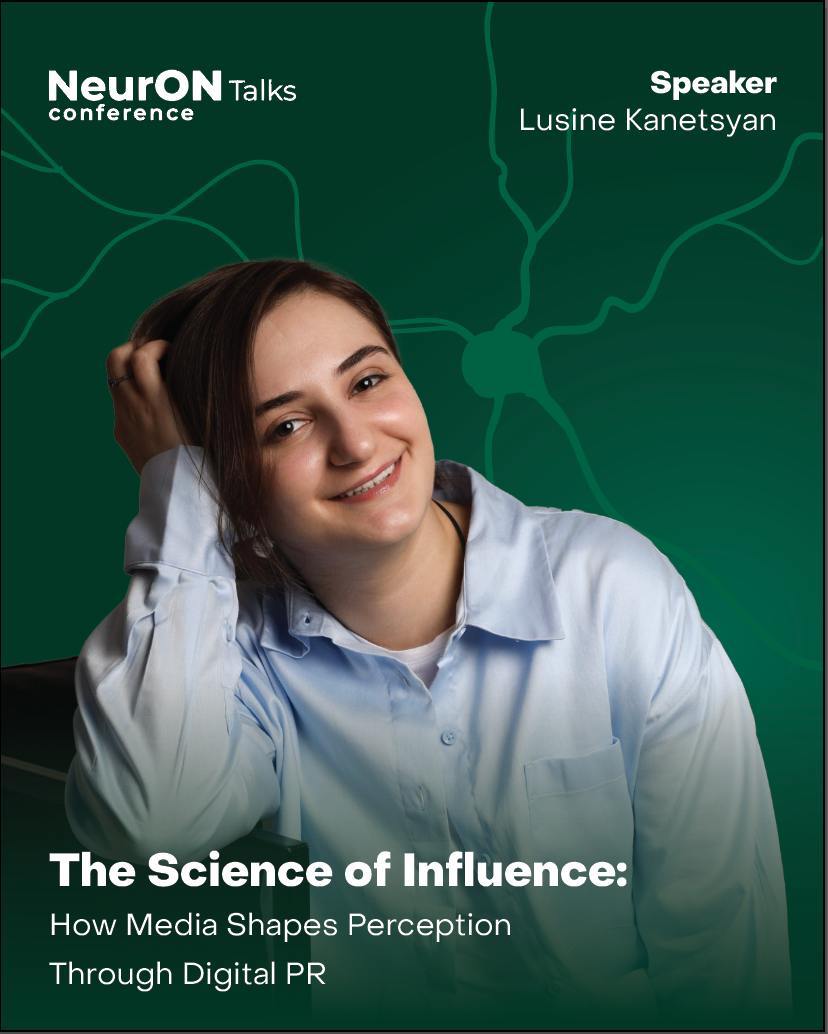 NeurON Talks
conference
Speaker
Lusine Kanetsyan
The Science of Influence:
How Media Shapes Perception
Through Digital PR